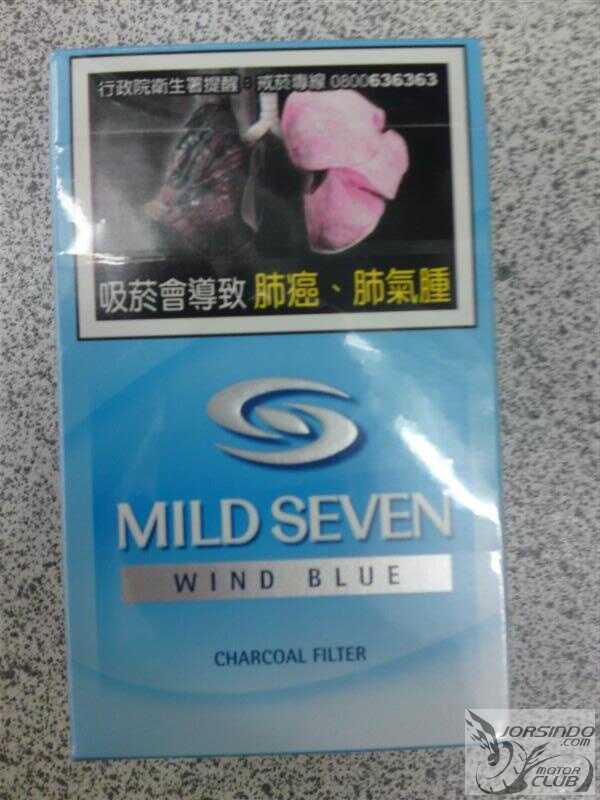 行政院衛生署提醒：戒菸專線 0800636363
吸菸會導致 肺癌、肺氣腫
MILD SEVEN
WIND BLUE
CHARCOAL FILTER
JORSINDO
.com
MOTOR
CLUB